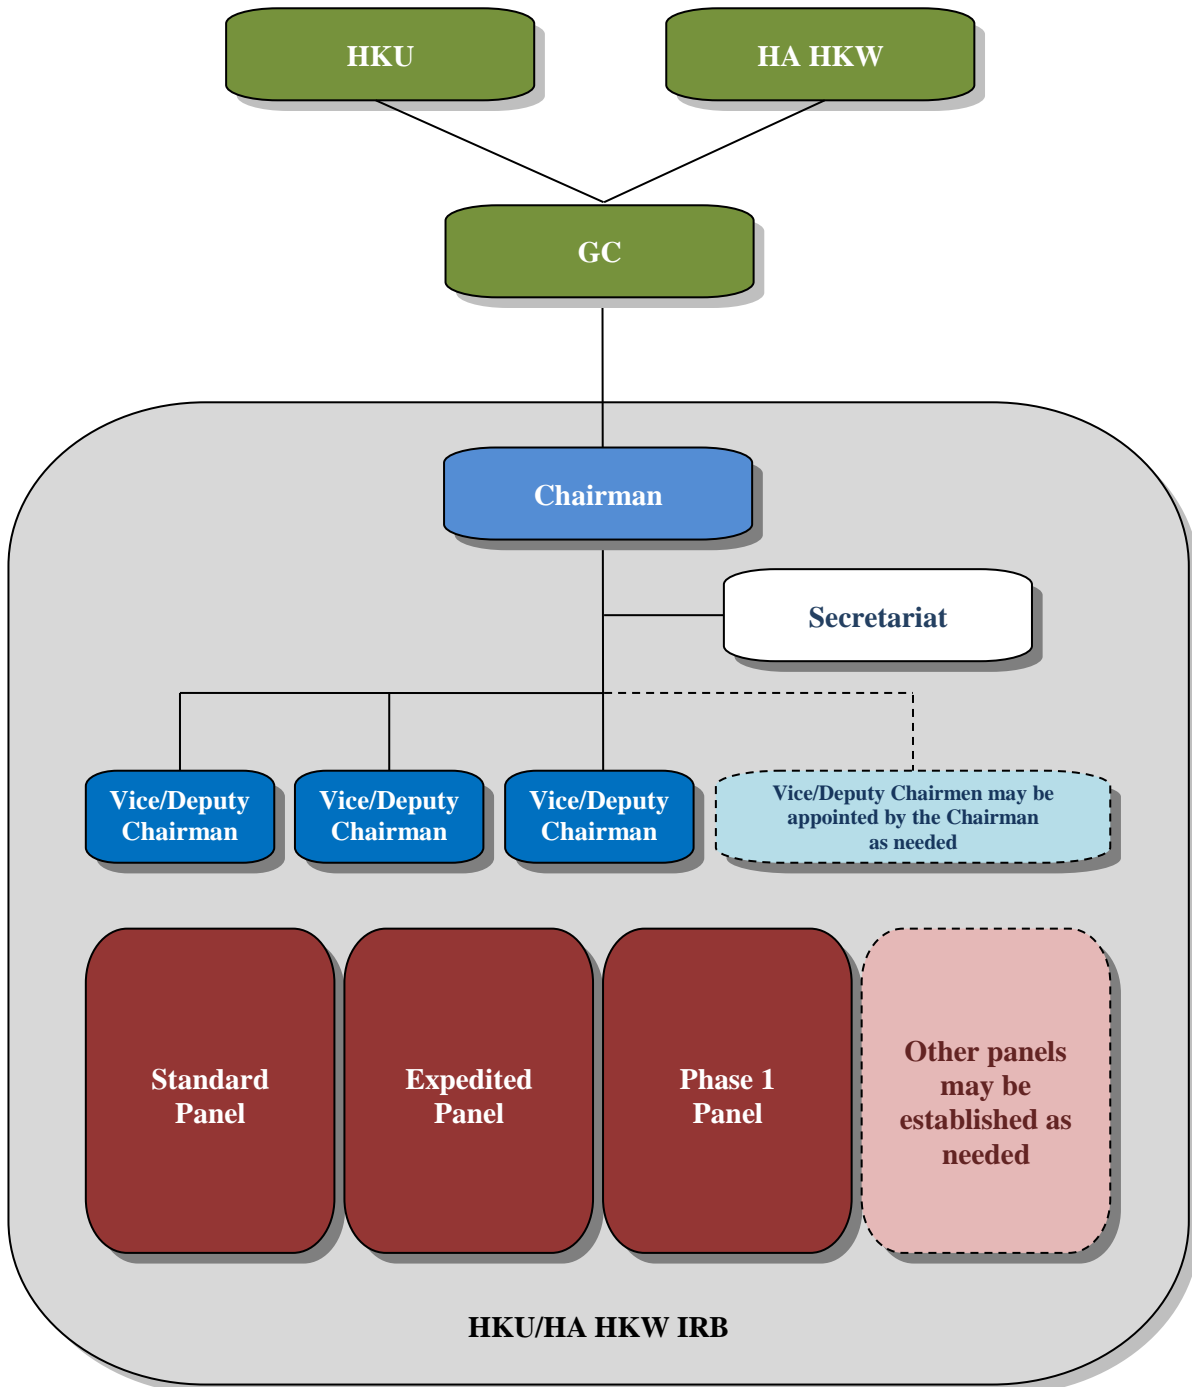 HKU
HA HKW
GC
Chairman
Secretariat
Vice/Deputy
Chairman
Vice/Deputy
Chairman
Vice/Deputy
Chairman
Vice/Deputy Chairmen may be
appointed by the Chairman
as needed
Standard
Panel
Expedited
Panel
Phase 1
Panel
Other panels
may be
established as
needed
HKU/HA HKW IRB